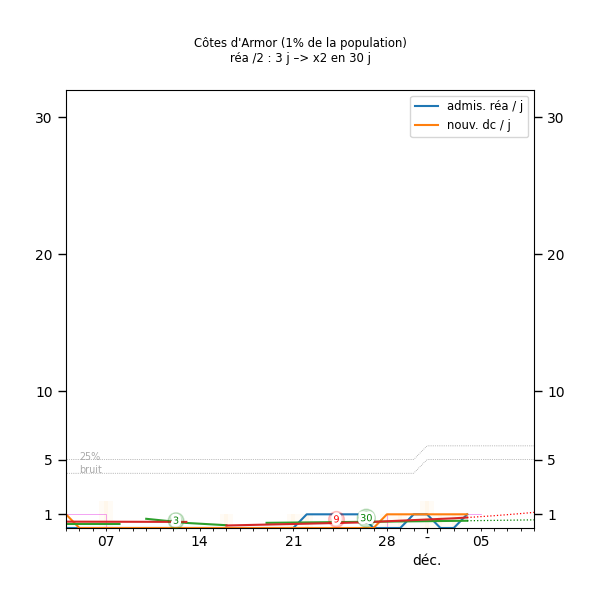 Côtes d'Armor (1% de la population)
réa /2 : 3 j –> x2 en 30 j
admis. réa / j
nouv. dc / j
30 30
20 20
10 10
5 5
25%
bruit
1 1
3 9 30
07 14 21 28 - 05
déc.